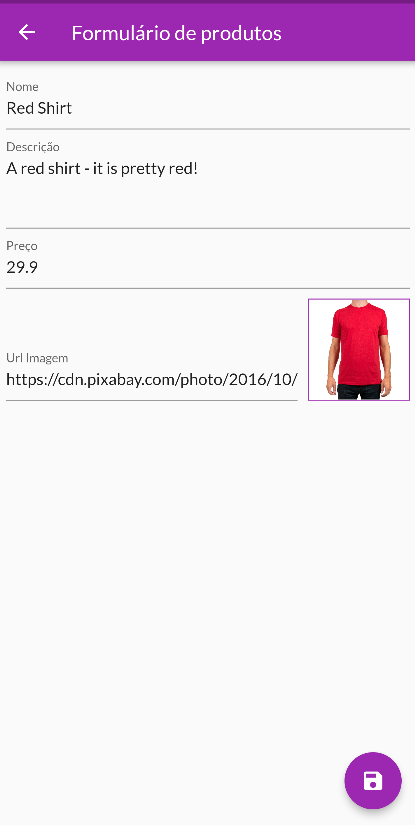 Formulário de produtos
Nome
Red Shirt
Descrição
A red shirt - it is pretty red!
Preço
29.9
Url Imagem
https://cdn.pixabay.com/photo/2016/10/